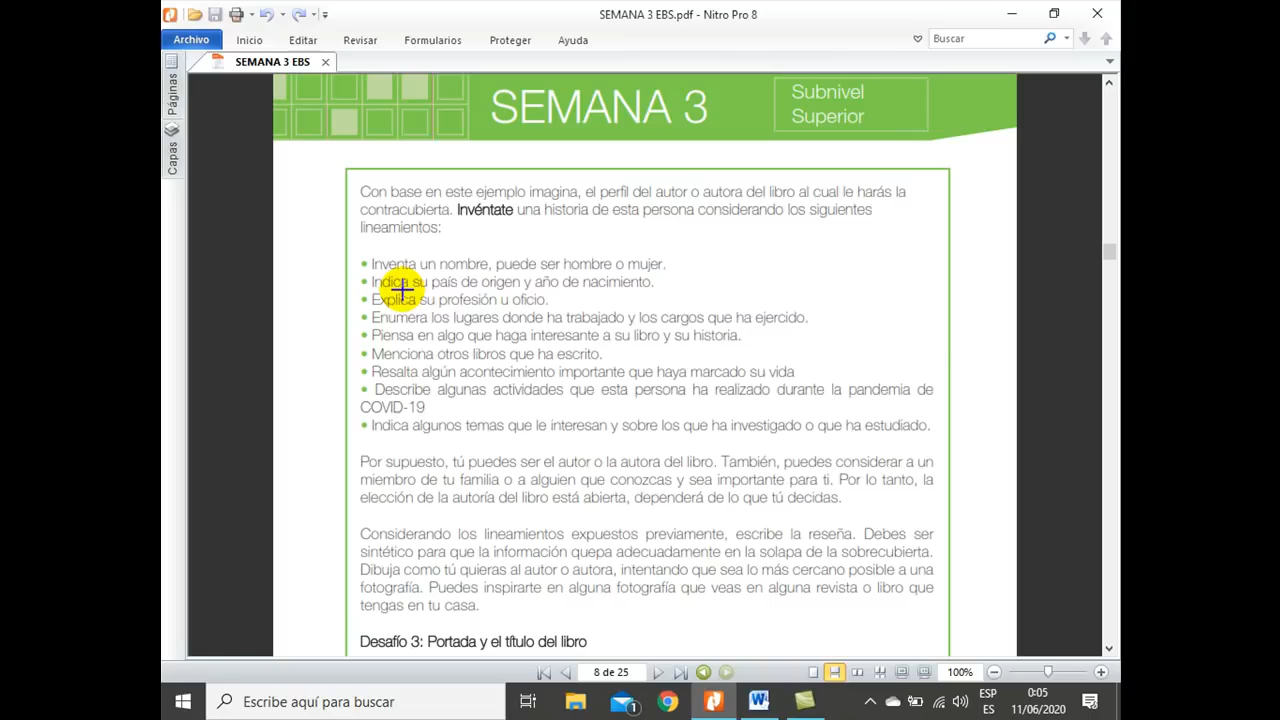 SEMANA 3 EBS.pdf - Nitro Pro 8
Archivo Inicio Editar Revisar Formularios Proteger Ayuda Buscar
SEMANA 3 EBS
Páginas
Capas
SEMANA 3
Subnivel
Superior
Con base en este ejemplo imagina, el perfil del autor o autora del libro al cual le harás la
contracubierta. Invéntate una historia de esta persona considerando los siguientes
lineamientos:
• Inventa un nombre, puede ser hombre o mujer.
• Indica su país de origen y año de nacimiento.
• Explica su profesión u oficio.
• Enumera los lugares donde ha trabajado y los cargos que ha ejercido.
• Piensa en algo que haga interesante a su libro y su historia.
• Menciona otros libros que ha escrito.
• Resalta algún acontecimiento importante que haya marcado su vida
• Describe algunas actividades que esta persona ha realizado durante la pandemia de
COVID-19
• Indica algunos temas que le interesan y sobre los que ha investigado o que ha estudiado.
Por supuesto, tú puedes ser el autor o la autora del libro. También, puedes considerar a un
miembro de tu familia o a alguien que conozcas y sea importante para ti. Por lo tanto, la
elección de la autoría del libro está abierta, dependerá de lo que tú decidas.
Considerando los lineamientos expuestos previamente, escribe la reseña. Debes ser
sintético para que la información quepa adecuadamente en la solapa de la sobrecubierta.
Dibuja como tú quieras al autor o autora, intentando que sea lo más cercano posible a una
fotografía. Puedes inspirarte en alguna fotografía que veas en alguna revista o libro que
tengas en tu casa.
Desafío 3: Portada y el título del libro
8 de 25
100%
Escribe aquí para buscar
1
ESP
ES
0:05
11/06/2020